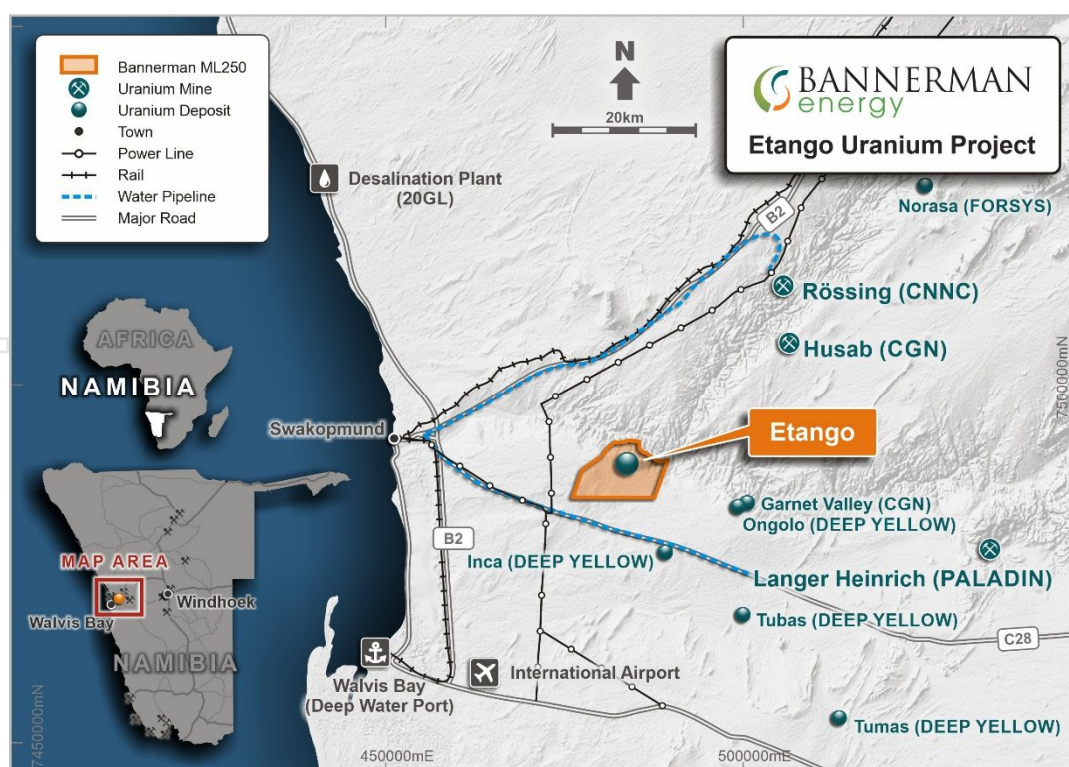 Bannerman ML250
Uranium Mine
Uranium Deposit
Town
Power Line
Rail
Water Pipeline
Major Road
N
20km
BANNERMAN
energy
Etango Uranium Project
Desalination Plant
(20GL)
B2
Norasa (FORSYS)
Rössing (CNNC)
Husab (CGN)
AFRICA
NAMIBIA
7500000mN
Swakopmund
Etango
Garnet Valley (CGN)
Ongolo (DEEP YELLOW)
B2
Inca (DEEP YELLOW)
Langer Heinrich (PALADIN)
MAP AREA
Windhoek
Walvis Bay
Tubas (DEEP YELLOW)
C28
NAMIBIA
International Airport
Walvis Bay
(Deep Water Port)
Tumas (DEEP YELLOW)
7450000mN
450000mE
500000mE